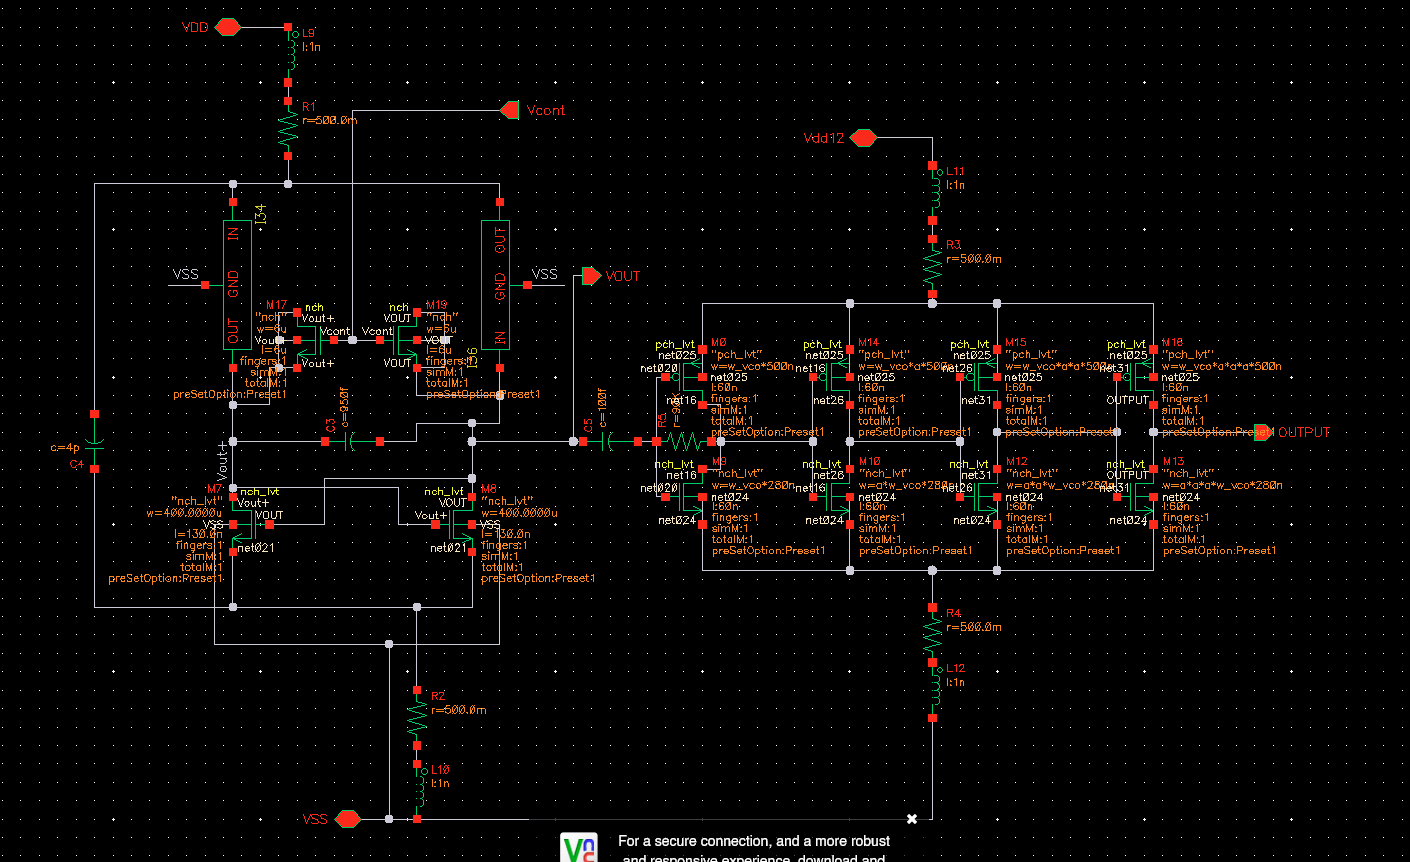 VDD
L9
l:1n
R1
r=500.0m
Vcont
Vdd12
L11
l:1n
R3
r=500.0m
I34
IN
GND
OUT
VSS
OUT
GND
IN
I36
VSS
VOUT
M17
nch
"nch"
w=6u
l=6u
fingers:1
simM:1
totalM:1
preSetOption:Preset1
Vout+
Vcont
Vout+
Vout+
M19
nch
"nch"
w=6u
l=6u
fingers:1
simM:1
totalM:1
preSetOption:Preset1
VOUT
Vcont
VOUT
VOUT
c=4p
C4
C3
c=950f
C5
c=100f
R5
Vout+
M7
nch_lvt
"nch_lvt"
w=400.0000u
l=130.0n
fingers:1
simM:1
totalM:1
preSetOption:Preset1
Vout+
VSS
VOUT
net021
M8
nch_lvt
"nch_lvt"
w=400.0000u
l=130.0n
fingers:1
simM:1
totalM:1
preSetOption:Preset1
VOUT
Vout+
VSS
net021
M0
pch_lvt
"pch_lvt"
w=w_vco*500n
l:60n
fingers:1
simM:1
totalM:1
preSetOption:Preset1
net025
net020
net025
net16
M14
pch_lvt
"pch_lvt"
w=w_vco*a*500n
l:60n
fingers:1
simM:1
totalM:1
preSetOption:Preset1
net025
net16
net025
net26
M15
pch_lvt
"pch_lvt"
w=w_vco*a*a*500n
l:60n
fingers:1
simM:1
totalM:1
preSetOption:Preset1
net025
net26
net025
net31
M16
pch_lvt
"pch_lvt"
w=w_vco*a*a*a*500n
l:60n
fingers:1
simM:1
totalM:1
preSetOption:Preset1
net025
net31
net025
OUTPUT
OUTPUT
M9
nch_lvt
"nch_lvt"
w=w_vco*280n
l:60n
fingers:1
simM:1
totalM:1
preSetOption:Preset1
net16
net020
net024
net024
M10
nch_lvt
"nch_lvt"
w=a*w_vco*280n
l:60n
fingers:1
simM:1
totalM:1
preSetOption:Preset1
net26
net16
net024
net024
M12
nch_lvt
"nch_lvt"
w=a*a*w_vco*280n
l:60n
fingers:1
simM:1
totalM:1
preSetOption:Preset1
net31
net26
net024
net024
M13
nch_lvt
"nch_lvt"
w=a*a*a*w_vco*280n
l:60n
fingers:1
simM:1
totalM:1
preSetOption:Preset1
OUTPUT
net31
net024
net024
R4
r=500.0m
L12
l:1n
R2
r=500.0m
L10
l:1n
VSS
For a secure connection, and a more robust
and responsive experience, download and